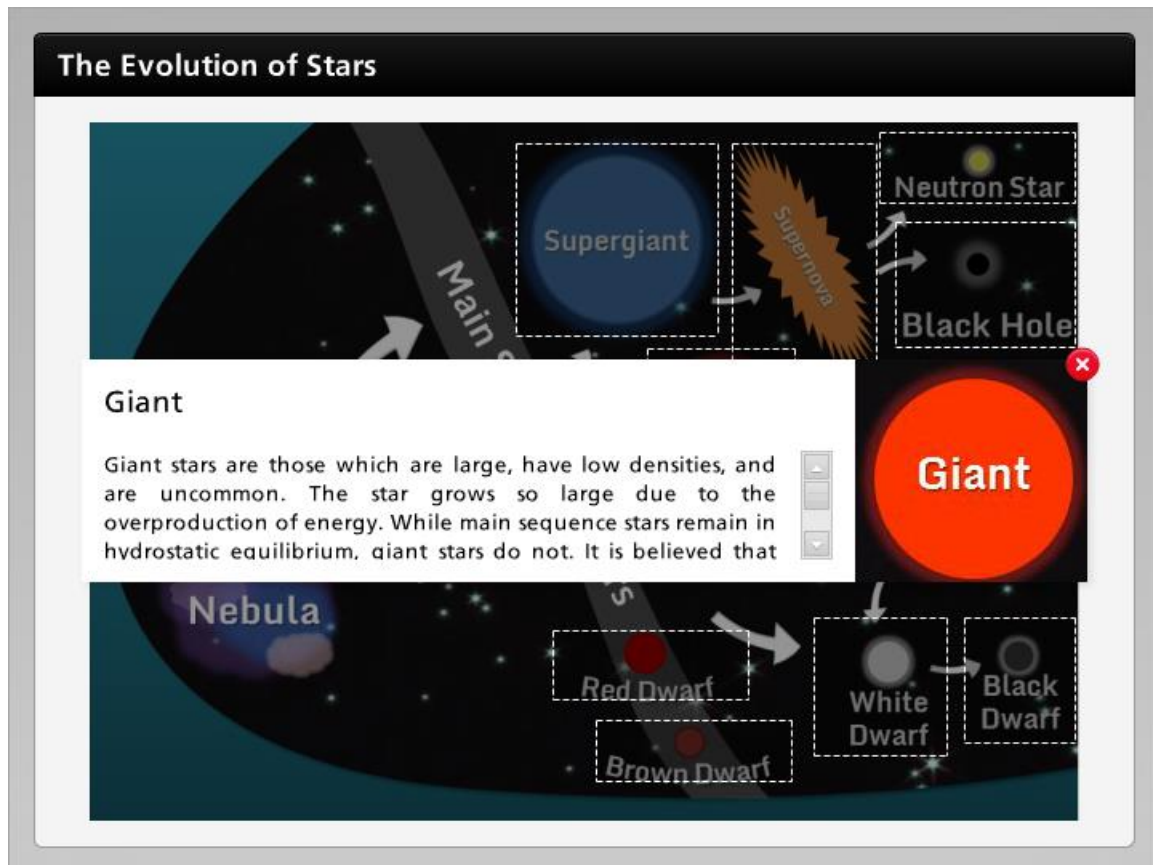 The Evolution of Stars
Supergiant
Supernova
Neutron Star
Black Hole
Main
Giant
Giant stars are those which are large, have low densities, and
are uncommon. The star grows so large due to the
overproduction of energy. While main sequence stars remain in
hydrostatic equilibrium, giant stars do not. It is believed that
Giant
Nebula
Red Dwarf
Brown Dwarf
White
Dwarf
Black
Dwarf